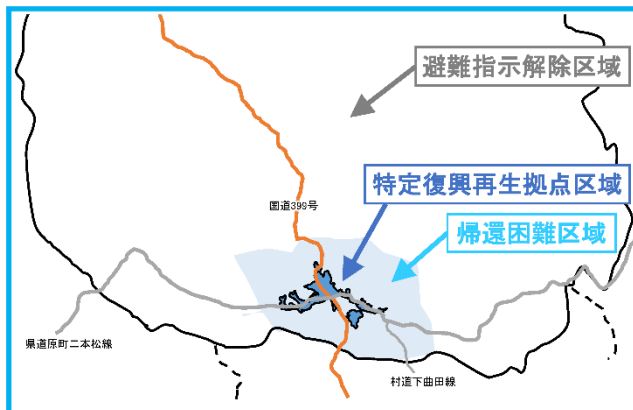 避難指示解除区域
特定復興再生拠点区域
国道399号
帰還困難区域
県道原町二本松線
村道下曲田線